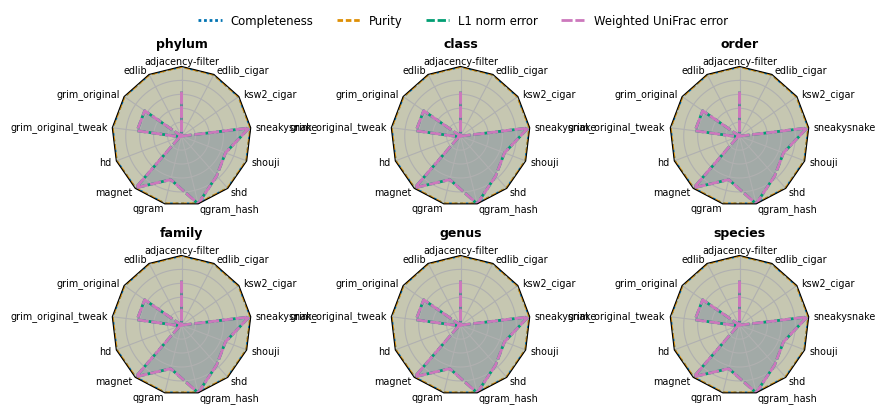 Completeness Purity L1 norm error Weighted UniFrac error
phylum class order
adjacency-filter adjacency-filter adjacency-filter
edlib edlib_cigar edlib edlib_cigar edlib edlib_cigar
grim_original ksw2_cigar grim_original ksw2_cigar grim_original ksw2_cigar
grim_original_tweak sneakysnake grim_original_tweak sneakysnake grim_original_tweak sneakysnake
hd shouji hd shouji hd shouji
magnet shd magnet shd magnet shd
qgram qgram_hash qgram qgram_hash qgram qgram_hash
family genus species
adjacency-filter adjacency-filter adjacency-filter
edlib edlib_cigar edlib edlib_cigar edlib edlib_cigar
grim_original ksw2_cigar grim_original ksw2_cigar grim_original ksw2_cigar
grim_original_tweak sneakysnake grim_original_tweak sneakysnake grim_original_tweak sneakysnake
hd shouji hd shouji hd shouji
magnet shd magnet shd magnet shd
qgram qgram_hash qgram qgram_hash qgram qgram_hash